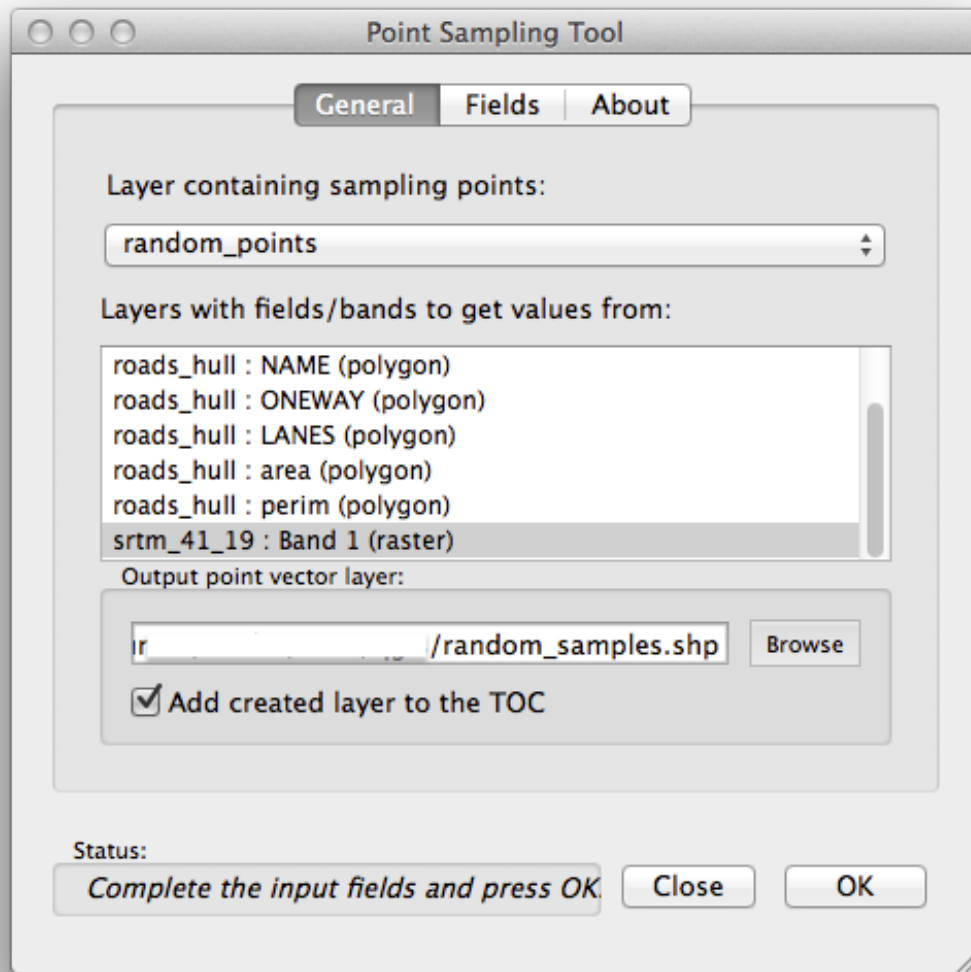 Point Sampling Tool
General Fields About
Layer containing sampling points:
random_points
Layers with fields/bands to get values from:
roads_hull : NAME (polygon)
roads_hull : ONEWAY (polygon)
roads_hull : LANES (polygon)
roads_hull : area (polygon)
roads_hull : perim (polygon)
srtm_41_19 : Band 1 (raster)
Output point vector layer:
/random_samples.shp Browse
Add created layer to the TOC
Status:
Complete the input fields and press OK. Close OK